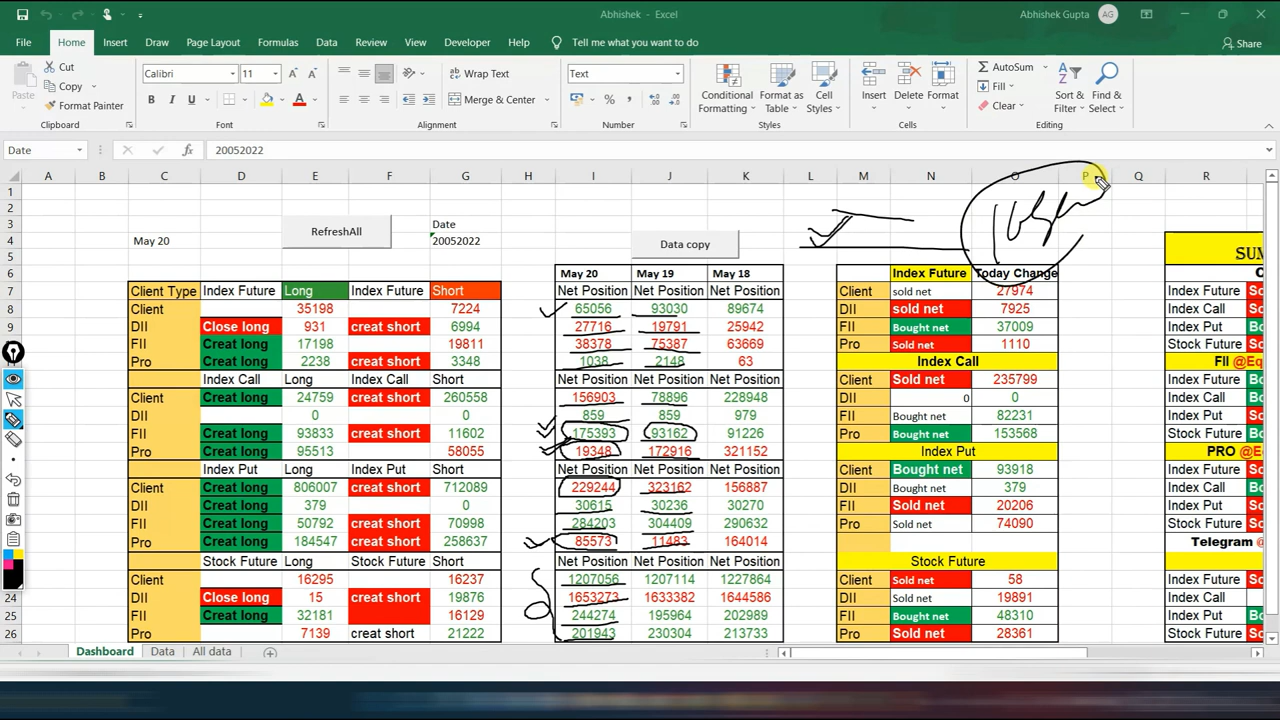 Abhishek - Excel
Abhishek Gupta AG
File Home Insert Draw Page Layout Formulas Data Review View Developer Help Tell me what you want to do Share
Cut
Copy
Format Painter
Paste
Clipboard
Calibri 11
B I U
Font
Wrap Text
Merge & Center
Alignment
Text
Number
Conditional Formatting
Format as Table
Cell Styles
Styles
Insert Delete Format
Cells
AutoSum
Fill
Clear
Sort & Filter
Find & Select
Editing
Date fx 20052022
A B C D E F G H I J K L M N O P Q R
1
2
3 Date
RefreshAll
4 May 20 20052022
Data copy
6 May 20 May 19 May 18 Index Future Today Change
7 Client Type Index Future Long Index Future Short Net Position Net Position Net Position Client sold net 27974 Index Future
8 Client 35198 7224 65056 93030 89674 DII sold net 7925 Index Call
9 DII Close long 931 creat short 6994 27716 19791 25942 FII Bought net 37009 Index Put
FII Creat long 17198 19811 38378 75387 63669 Pro Sold net 1110 Stock Future
Pro Creat long 2238 creat short 3348 1038 2148 63 Index Call
Index Call Long Index Call Short Net Position Net Position Net Position Client Sold net 235799 Index Future
Client Creat long 24759 creat short 260558 156903 78896 228948 DII 0 0 Index Call
DII 0 0 859 859 979 FII Bought net 82231 Index Put
FII Creat long 93833 creat short 11602 175393 93162 91226 Pro Bought net 153568 Stock Future
Pro Creat long 95513 58055 19348 172916 321152 Index Put
Index Put Long Index Put Short Net Position Net Position Net Position Client Bought net 93918 Index Future
Client Creat long 806007 creat short 712089 229244 323162 156887 DII Bought net 379 Index Call
DII Creat long 379 0 30615 30236 30270 FII Sold net 20206 Index Put
FII Creat long 50792 creat short 70998 284203 304409 290632 Pro Sold net 74090 Stock Future
Pro Creat long 184547 creat short 258637 85573 11483 164014
Stock Future Long Stock Future Short Net Position Net Position Net Position Stock Future
Client 16295 16237 1207056 1207114 1227864 Client Sold net 58 Index Future
24 DII Close long 15 creat short 19876 1653273 1633382 1644586 DII Sold net 19891 Index Call
25 FII Creat long 32181 16129 244274 195964 202989 FII Bought net 48310 Index Put
26 Pro 7139 creat short 21222 201943 230304 213733 Pro Sold net 28361 Stock Future
Dashboard Data All data